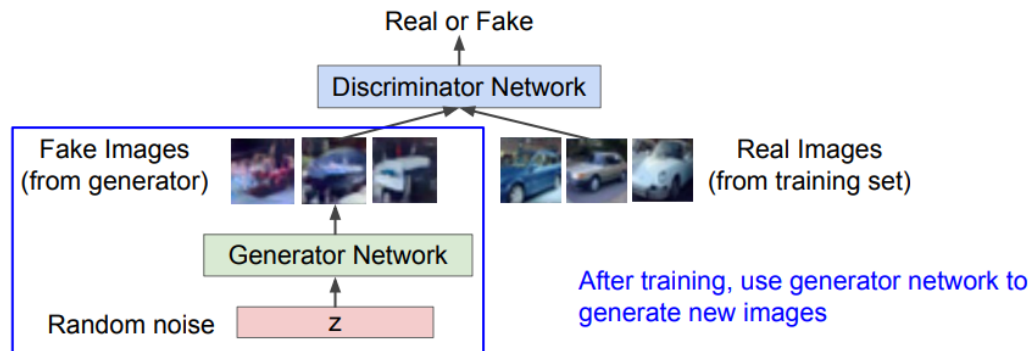 Real or Fake
Discriminator Network
Fake Images
(from generator)
Real Images
(from training set)
Generator Network
After training, use generator network to
generate new images
Random noise
z